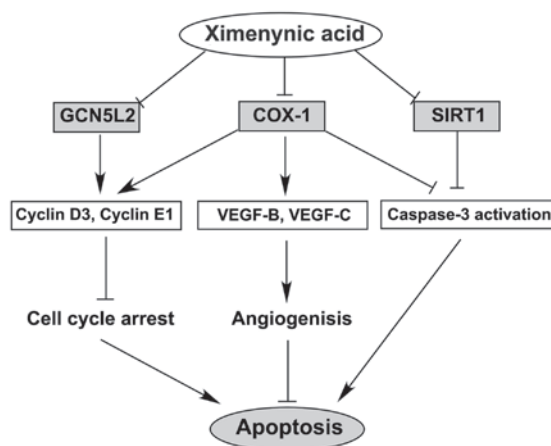 Ximenynic acid
GCN5L2
COX-1
SIRT1
Cyclin D3, Cyclin E1
VEGF-B, VEGF-C
Caspase-3 activation
Cell cycle arrest
Angiogenisis
Apoptosis